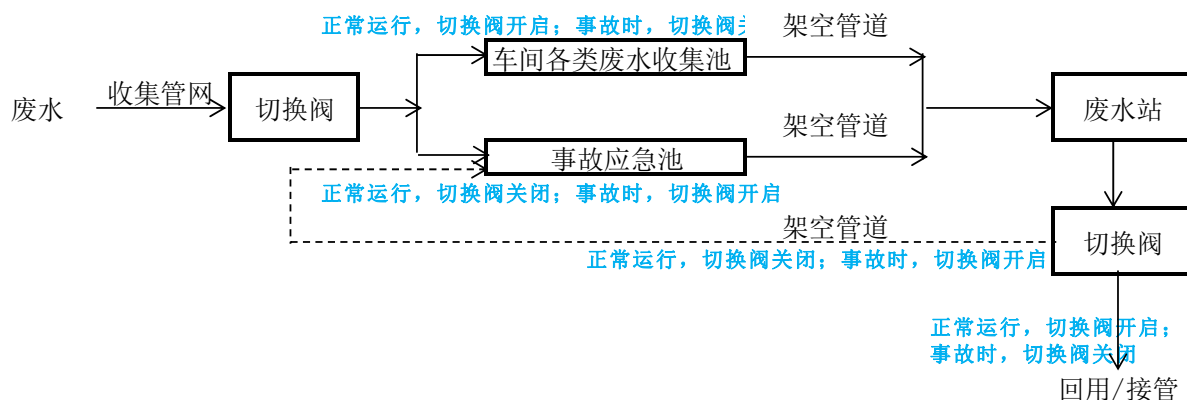 正常运行，切换阀开启；事故时，切换阀
架空管道
车间各类废水收集池
废水
收集管网
切换阀
废水站
架空管道
事故应急池
正常运行，切换阀关闭；事故时，切换阀开启
架空管道
切换阀
正常运行，切换阀关闭；事故时，切换阀开启
正常运行，切换阀开启；
事故时，切换阀关闭
回用/接管